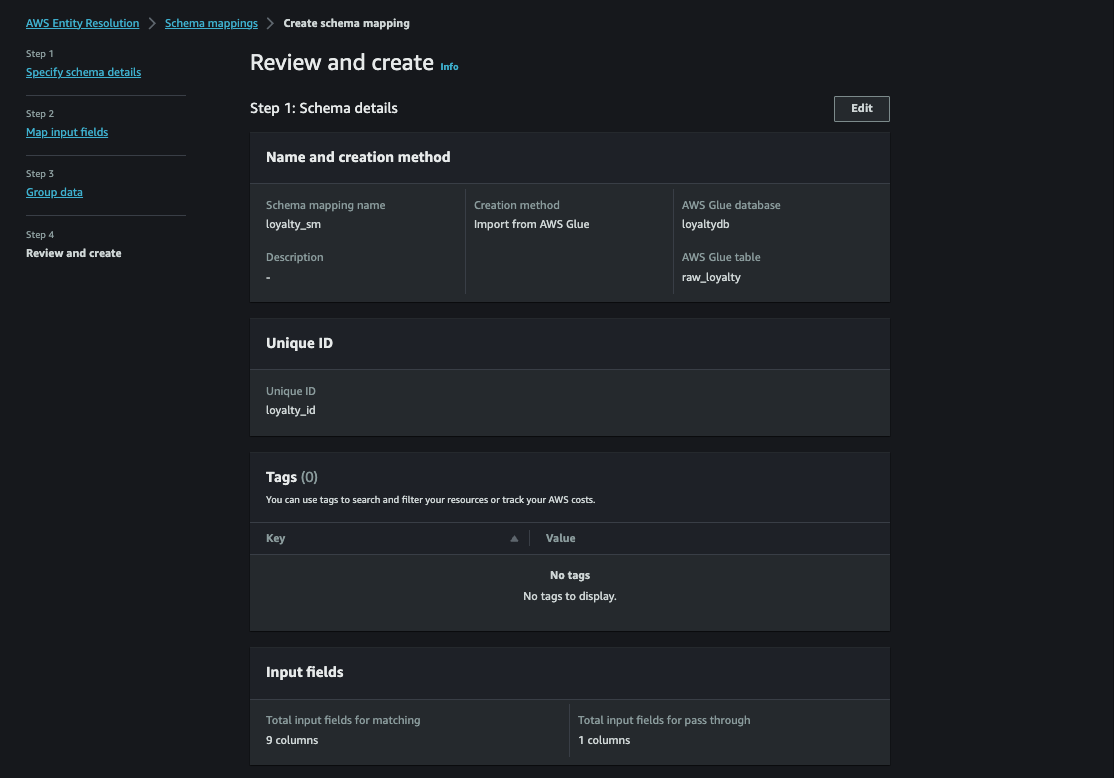 AWS Entity Resolution > Schema mappings > Create schema mapping
Step 1
Specify schema details
Step 2
Map input fields
Step 3
Group data
Step 4
Review and create
Review and create Info
Step 1: Schema details
Edit
Name and creation method
Schema mapping name
loyalty_sm
Description
-
Creation method
Import from AWS Glue
AWS Glue database
loyaltydb
AWS Glue table
raw_loyalty
Unique ID
Unique ID
loyalty_id
Tags (0)
You can use tags to search and filter your resources or track your AWS costs.
Key Value
No tags
No tags to display.
Input fields
Total input fields for matching
9 columns
Total input fields for pass through
1 columns